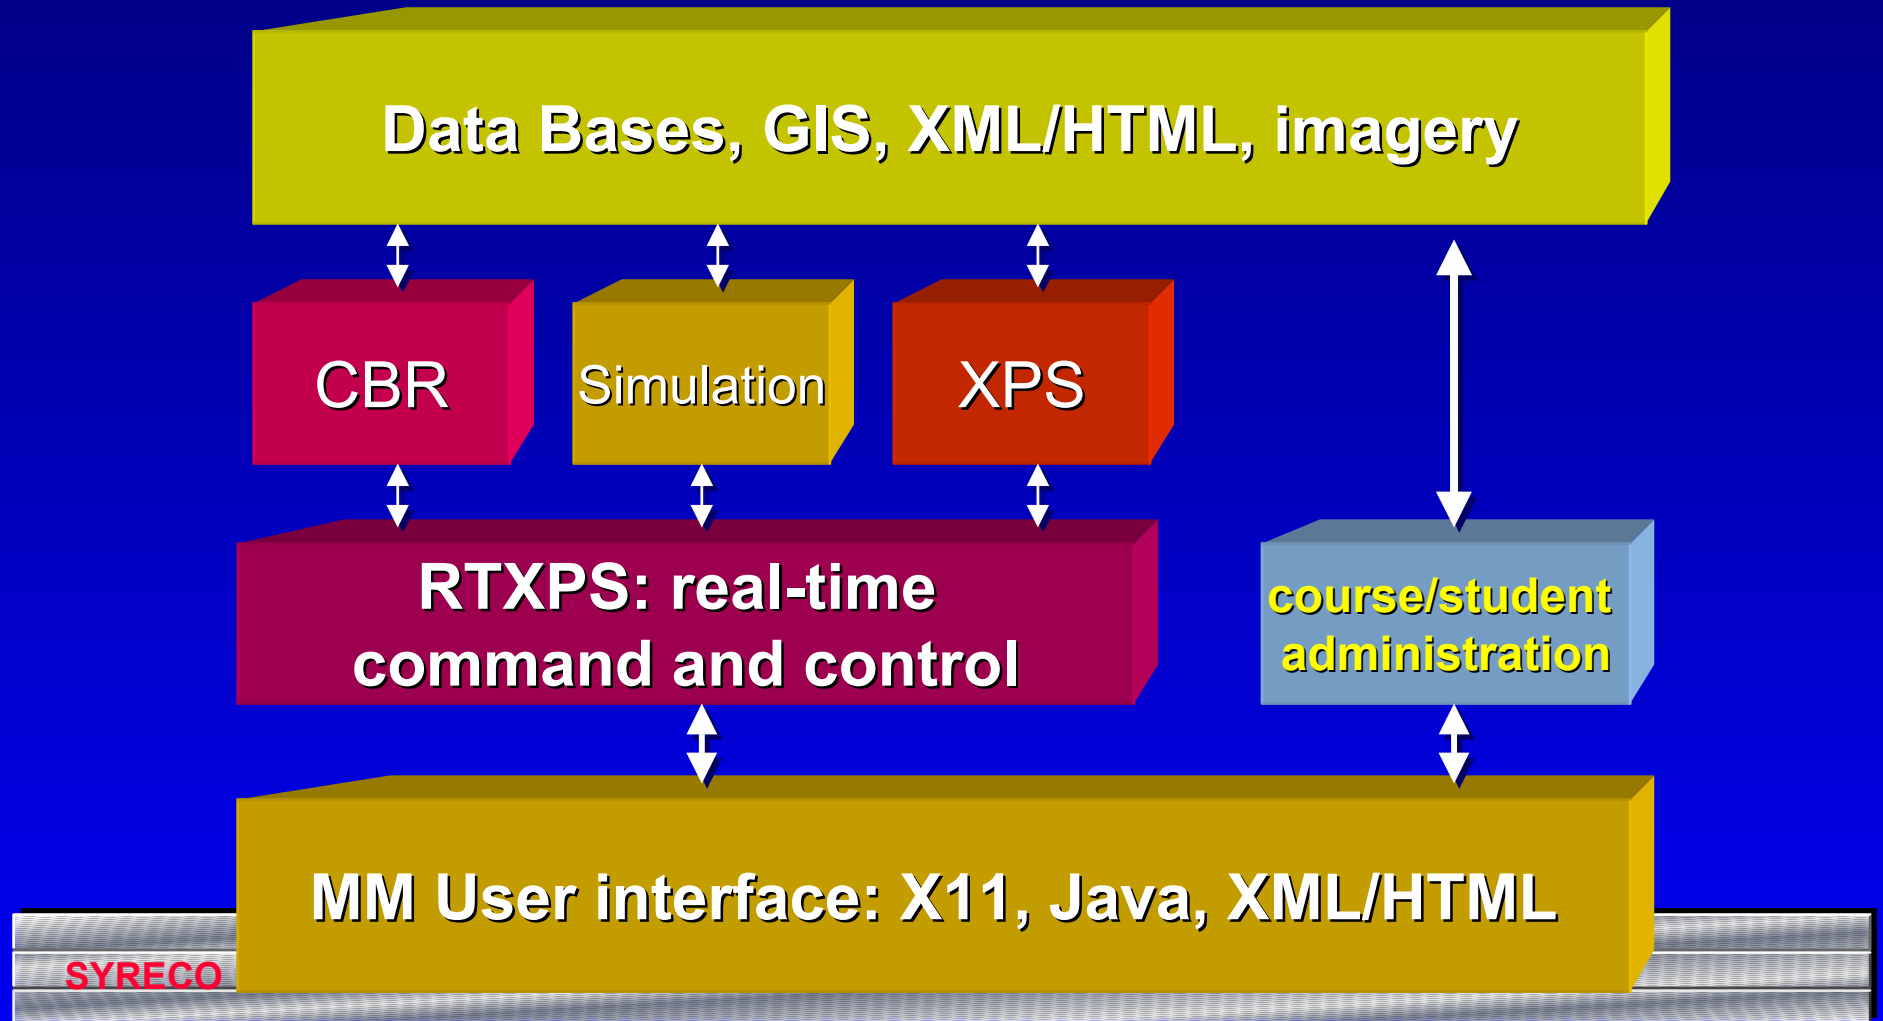 Data Bases, GIS, XML/HTML, imagery
CBR
Simulation
XPS
RTXPS: real-time
command and control
course/student
administration
MM User interface: X11, Java, XML/HTML
SYRECO